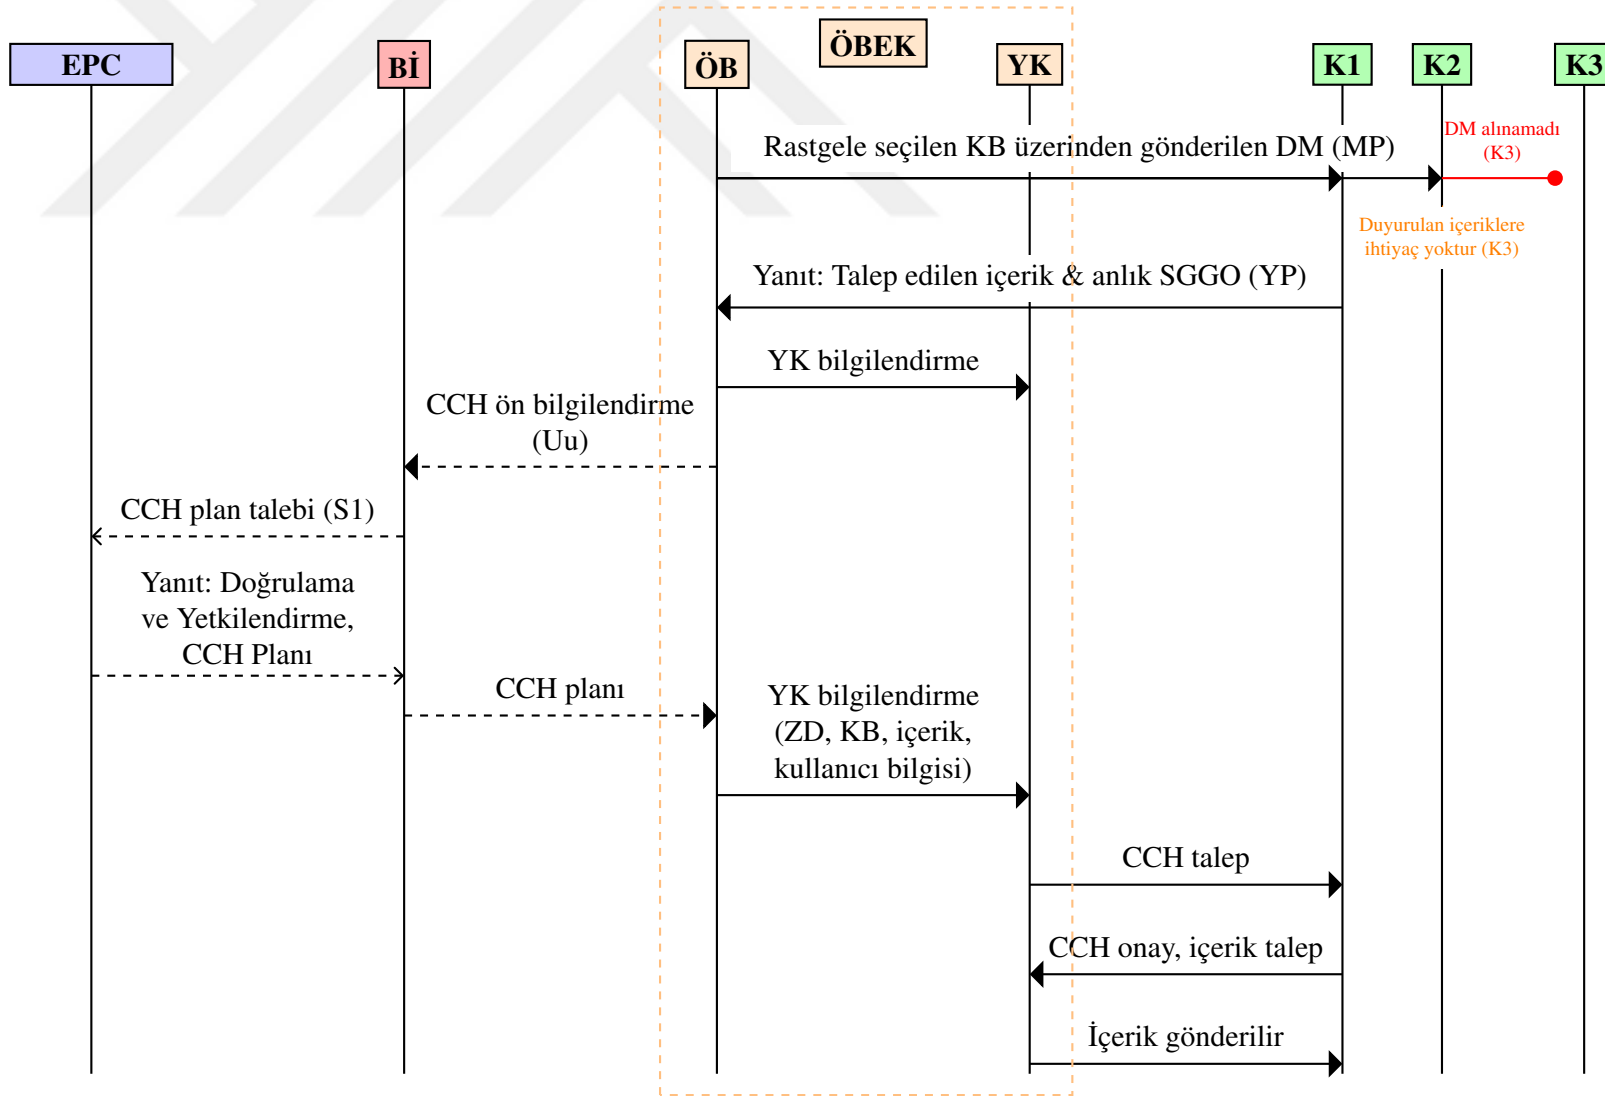 EPC
Bİ
ÖB
ÖBEK
YK
K1
K2
K3
DM alınamadı
(K3)
Rastgele seçilen KB üzerinden gönderilen DM (MP)
Duyurulan içeriklere
ihtiyaç yoktur (K3)
Yanıt: Talep edilen içerik & anlık SGGO (YP)
YK bilgilendirme
CCH ön bilgilendirme
(Uu)
CCH plan talebi (S1)
Yanıt: Doğrulama
ve Yetkilendirme,
CCH Planı
CCH planı
YK bilgilendirme
(ZD, KB, içerik,
kullanıcı bilgisi)
CCH talep
CCH onay, içerik talep
İçerik gönderilir